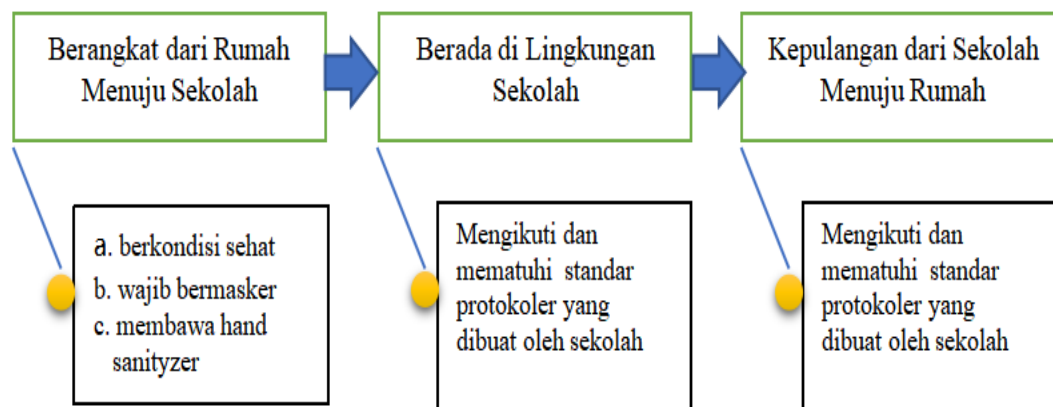 Berangkat dari Rumah
Menuju Sekolah
Berada di Lingkungan
Sekolah
Kepulangan dari Sekolah
Menuju Rumah
a. berkondisi sehat
b. wajib bermasker
c. membawa hand
sanityzer
Mengikuti dan
mematuhi standar
protokoler yang
dibuat oleh sekolah
Mengikuti dan
mematuhi standar
protokoler yang
dibuat oleh sekolah